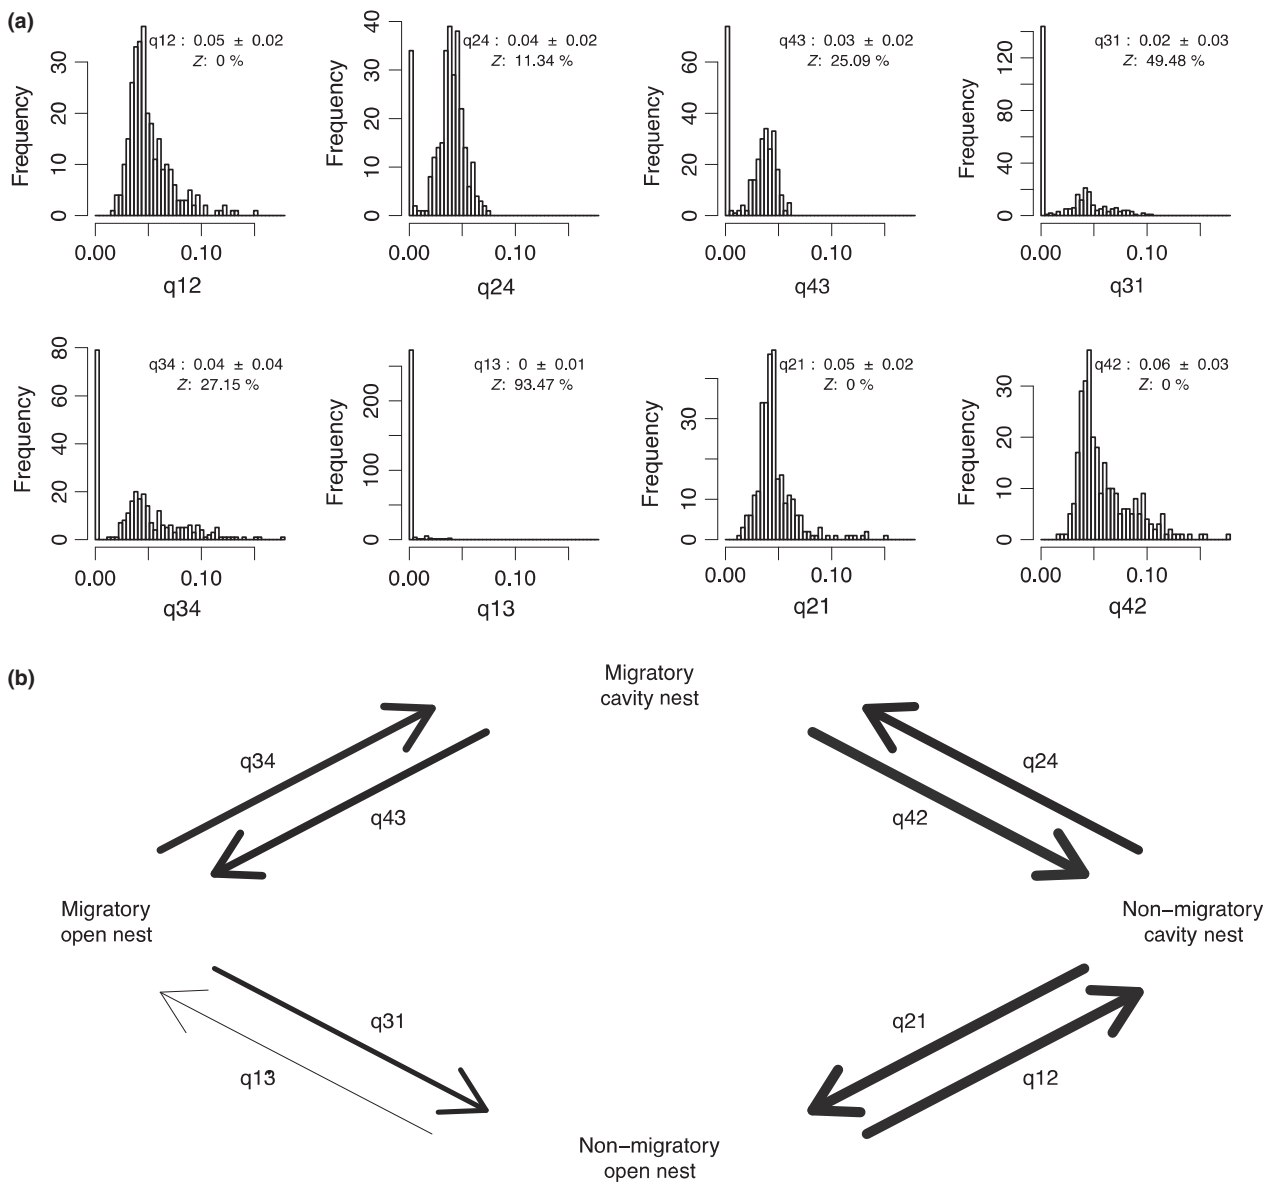 (a)
q12 : 0.05 ± 0.02
Z: 0 %
Frequency
0
10
20
30
0.00
0.10
q12
q24 : 0.04 ± 0.02
Z: 11.34 %
Frequency
0
10
20
30
40
0.00
0.10
q24
q43 : 0.03 ± 0.02
Z: 25.09 %
Frequency
0
20
40
60
0.00
0.10
q43
q31 : 0.02 ± 0.03
Z: 49.48 %
Frequency
0
40
80
120
0.00
0.10
q31
q34 : 0.04 ± 0.04
Z: 27.15 %
Frequency
0
20
40
60
80
0.00
0.10
q34
q13 : 0 ± 0.01
Z: 93.47 %
Frequency
0
100
200
0.00
0.10
q13
q21 : 0.05 ± 0.02
Z: 0 %
Frequency
0
10
30
0.00
0.10
q21
q42 : 0.06 ± 0.03
Z: 0 %
Frequency
0
10
20
30
0.00
0.10
q42
(b)
Migratory
cavity nest
q34
q43
q24
q42
Migratory
open nest
Non−migratory
cavity nest
q31
q13
q21
q12
Non−migratory
open nest